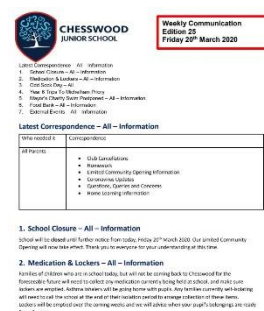 CHESSWOOD
JUNIOR SCHOOL
Weekly Communication
Edition 25
Friday 20th March 2020
Latest Correspondence - All - Information
1. School Closure – All – Information
2. Medication & Lockers – All – Information
3. Odd Sock Day – All
4. Year 6 Trips To Michelham Priory
5. Mayor's Charity Swim Postponed – All – Information
6. Food Bank – All – Information
7. External Events - All - Information
Latest Correspondence – All – Information
Who needed it Correspondence
All Parents
• Club Cancellations
• Homework
• Limited Community Opening Information
• Coronavirus Updates
• Questions, Queries and Concerns
• Home Learning Information
1. School Closure – All – Information
School will be closed until further notice from today, Friday 20th March 2020. Our Limited Community
Opening will now take effect. Thank you to everyone for your understanding at this time.
2. Medication & Lockers – All – Information
Families of children who are in school today, but will not be coming back to Chesswood for the
foreseeable future will need to collect any medication currently being held at school, and make sure
lockers are emptied. Asthma inhalers will be going home with pupils. Any families currently self-isolating
will need to call the school at the end of their isolation period to arrange collection of these items.
Lockers will be emptied over the coming weeks and we will advise when your pupil's belongings are ready